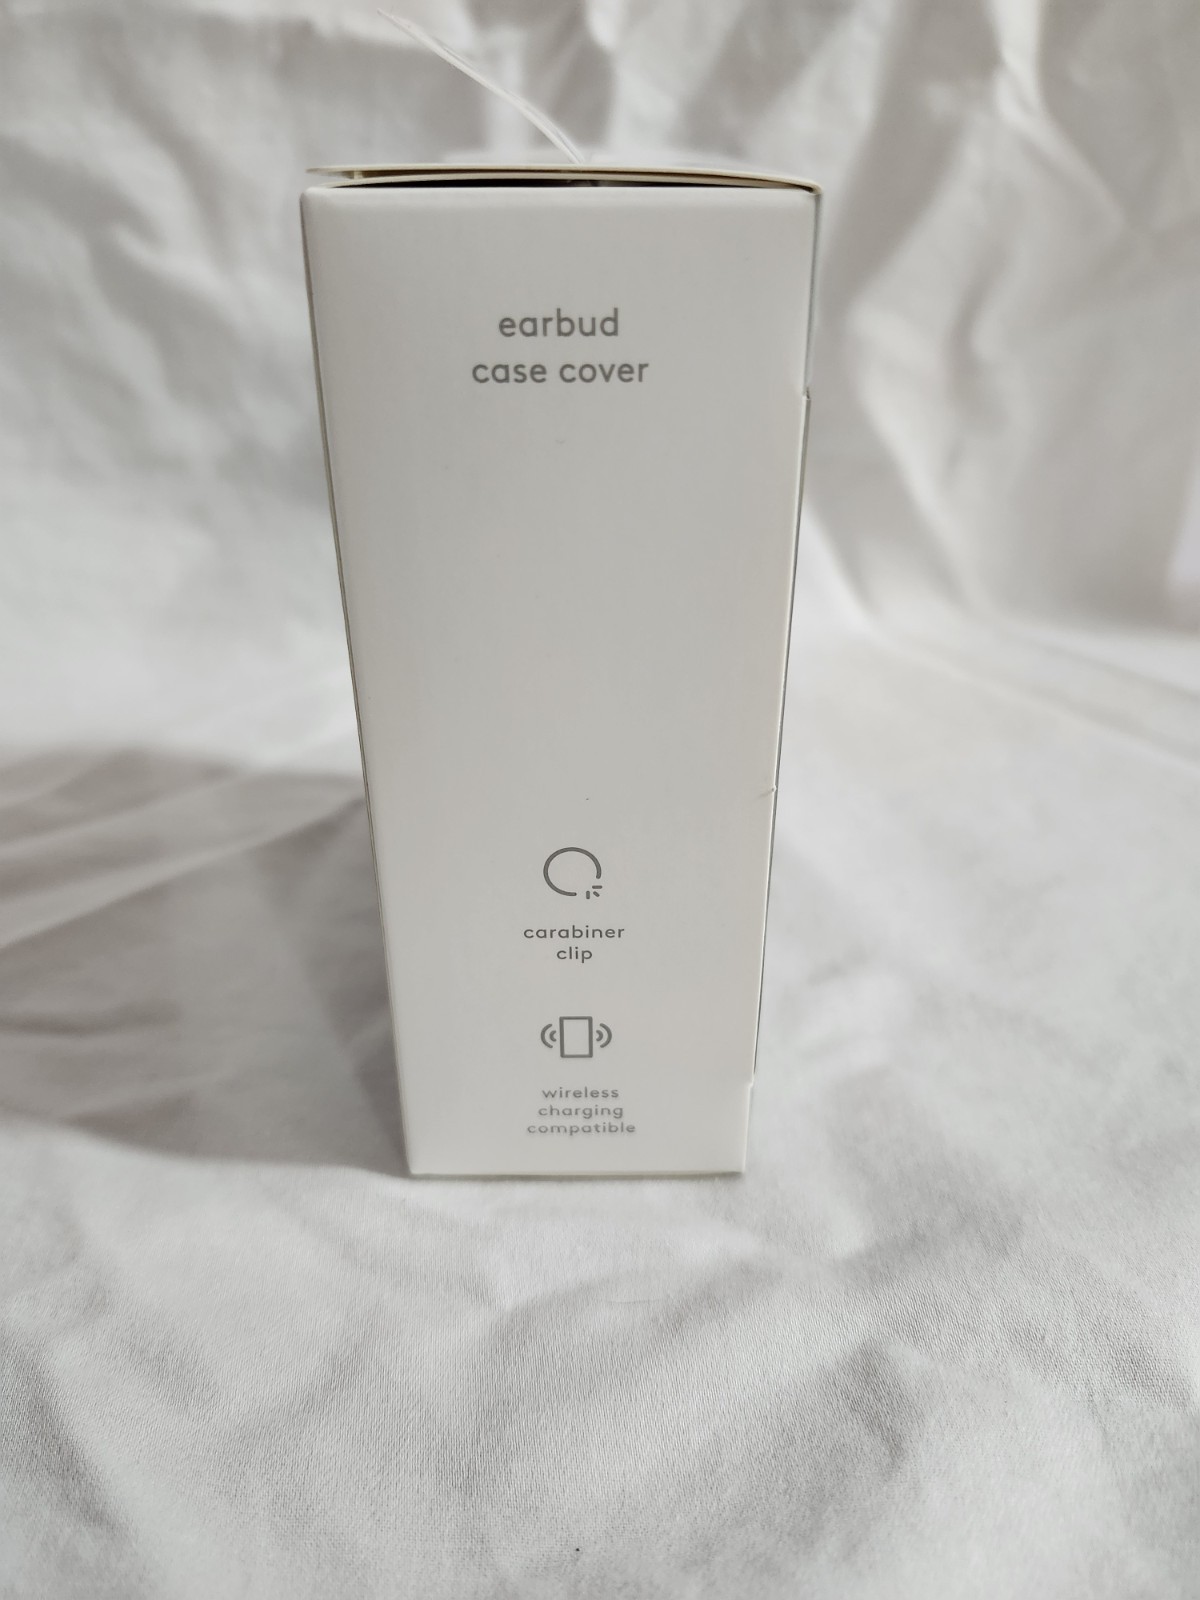 earbud
case cover
carabiner
clip
wireless
charging
compatible